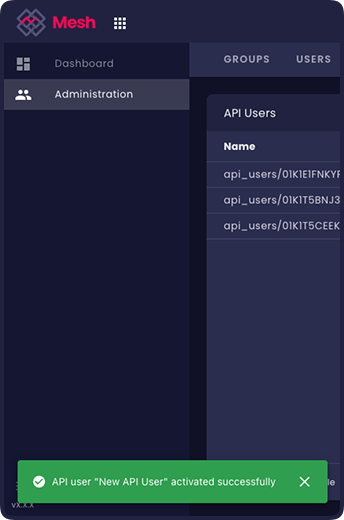 Mesh
Dashboard
Administration
GROUPS USERS
API Users
Name
api_users/01K1E1FNKYF
api_users/01K1T5BNJ3
api_users/01K1T5CEEK
API user "New API User" activated successfully
vX.X.X